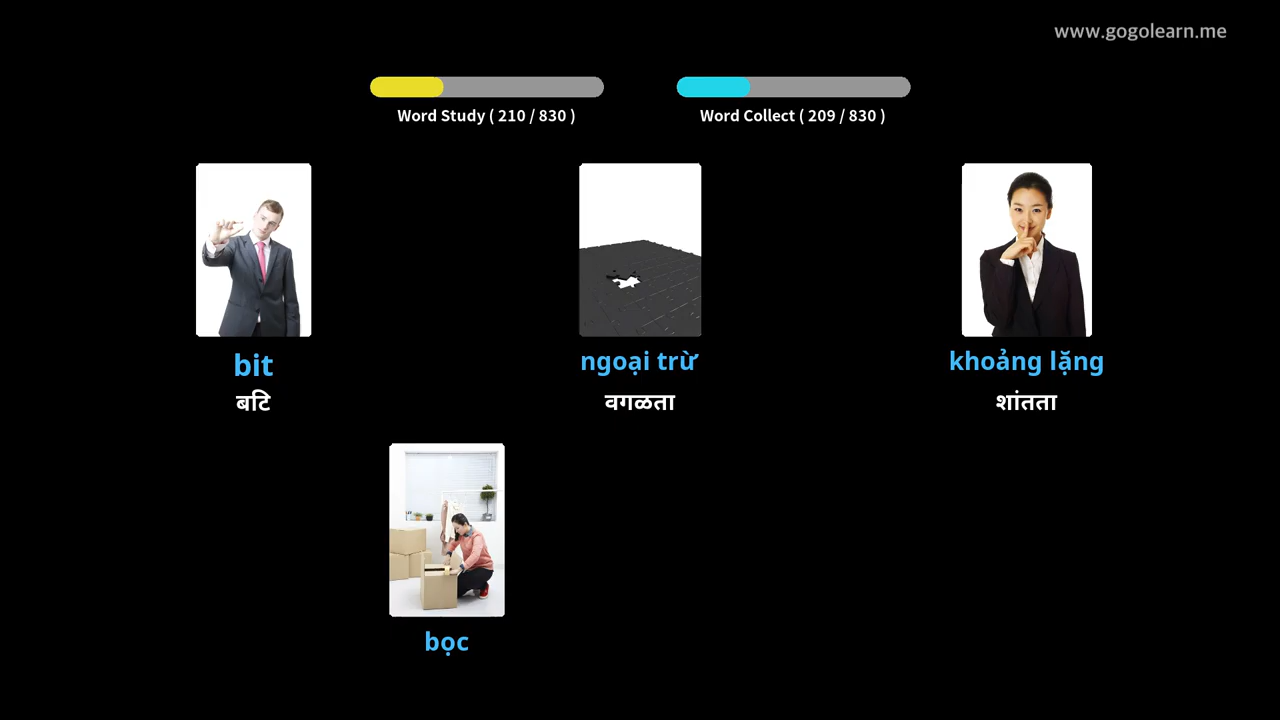 www.gogolearn.me
Word Study ( 210 / 830 )
Word Collect ( 209 / 830 )
bit
ngoại trừ
khoảng lặng
बिट
वगळता
शांतता
bọc